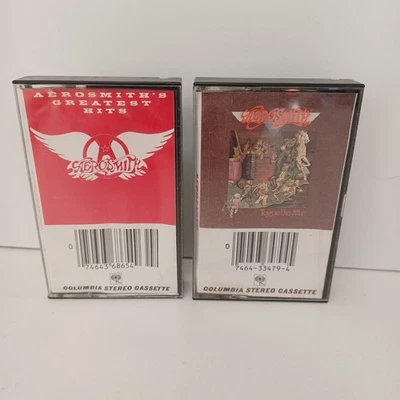 AEROSMITH'S
GREATEST
HITS
AEROSMITH
0
74643 68654
COLUMBIA STEREO CASSETTE
AEROSMITH
Toys in the Attic
0
7464-33479-4
COLUMBIA STEREO CASSETTE